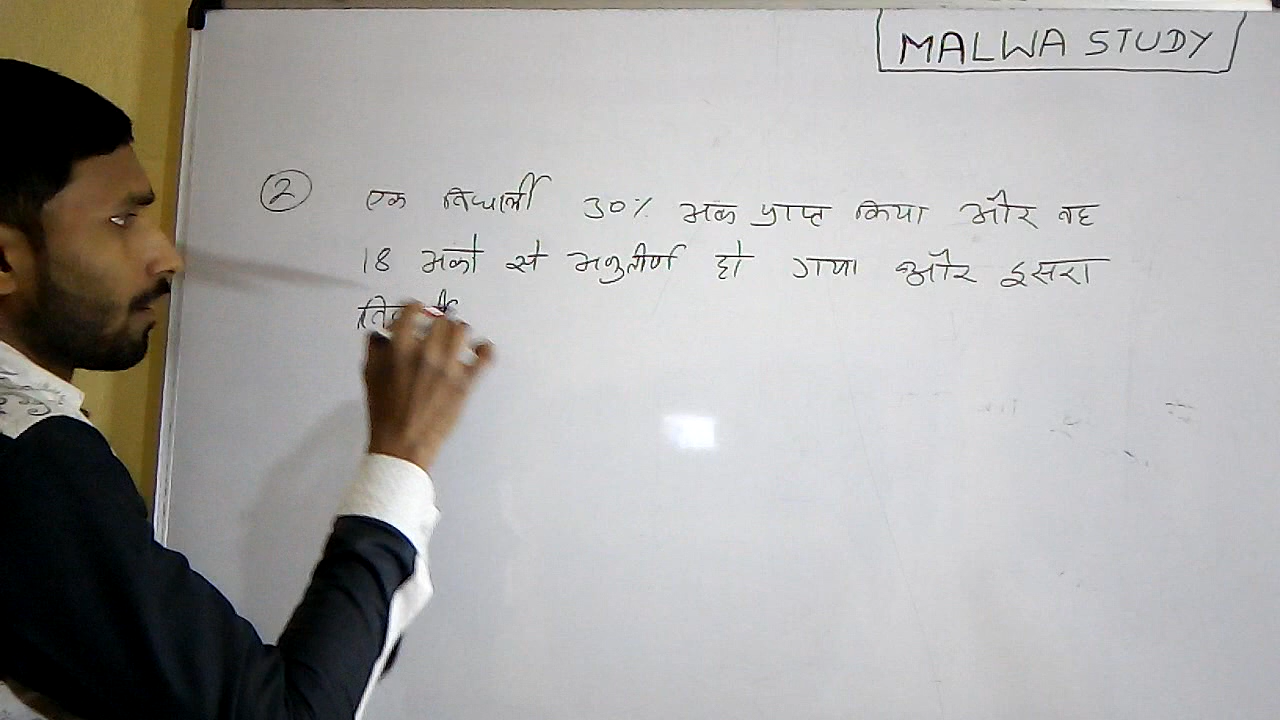 MALWA STUDY
② एक विद्यार्थी 30% अंक प्राप्त किया और वह
18 अंको से अनुतीर्ण हो गया और दूसरा